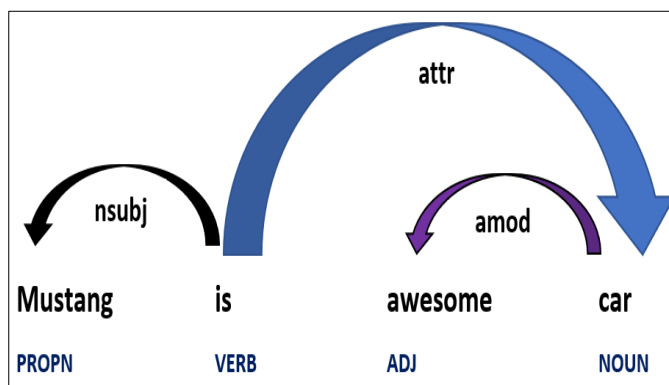 attr
nsubj
amod
Mustang is awesome car
PROPN VERB ADJ NOUN